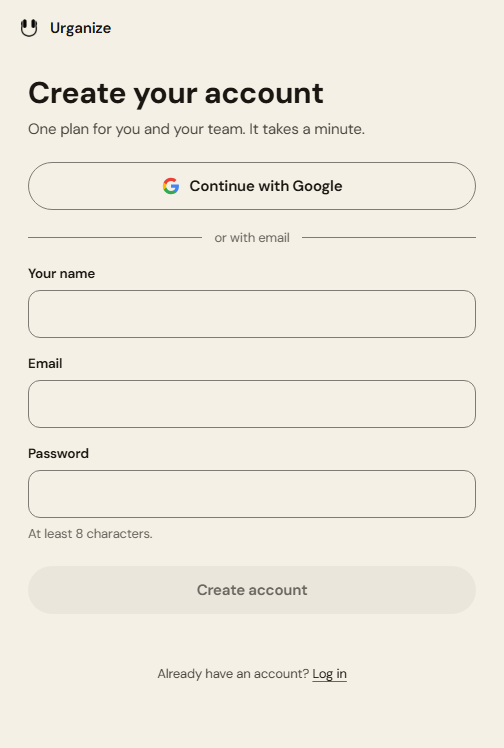 Urganize
Create your account
One plan for you and your team. It takes a minute.
Continue with Google
or with email
Your name
Email
Password
At least 8 characters.
Create account
Already have an account? Log in